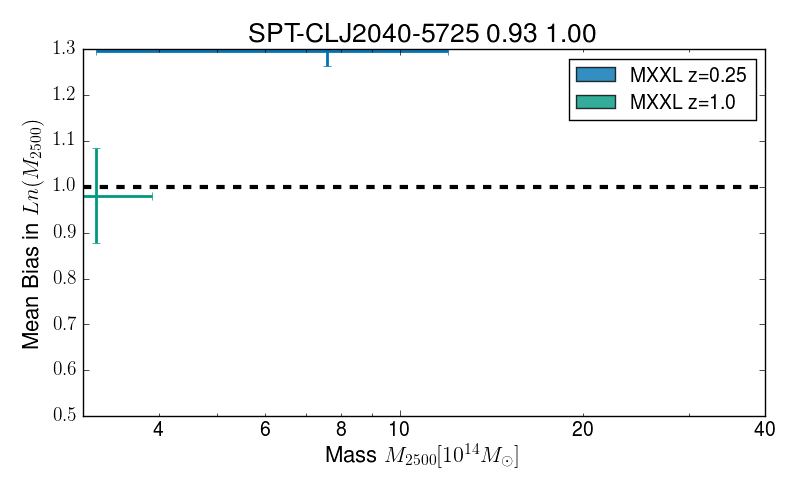 SPT-CLJ2040-5725 0.93 1.00
MXXL z=0.25
MXXL z=1.0
Mean Bias in Ln(M₂₅₀₀)
1.3
1.2
1.1
1.0
0.9
0.8
0.7
0.6
0.5
4 6 8 10 20 40
Mass M₂₅₀₀[10¹⁴M☉]